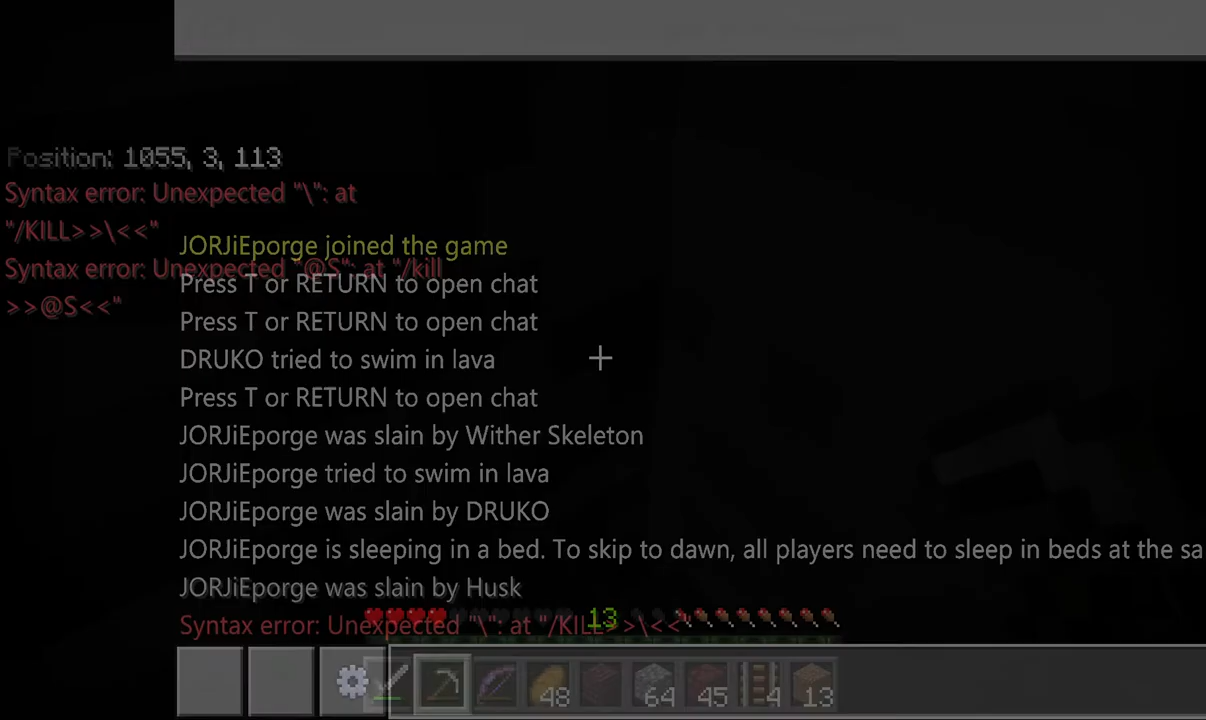 Position: 1055, 3, 113
Syntax error: Unexpected "\": at
"/KILL>>\<<"
Syntax error: Unexpected "@S": at "/kill
>>@S<<"
JORJiEporge joined the game
Press T or RETURN to open chat
Press T or RETURN to open chat
DRUKO tried to swim in lava
Press T or RETURN to open chat
JORJiEporge was slain by Wither Skeleton
JORJiEporge tried to swim in lava
JORJiEporge was slain by DRUKO
JORJiEporge is sleeping in a bed. To skip to dawn, all players need to sleep in beds at the sa
JORJiEporge was slain by Husk
Syntax error: Unexpected "\": at "/KILL>>\<<"
13
48 64 45 4 13